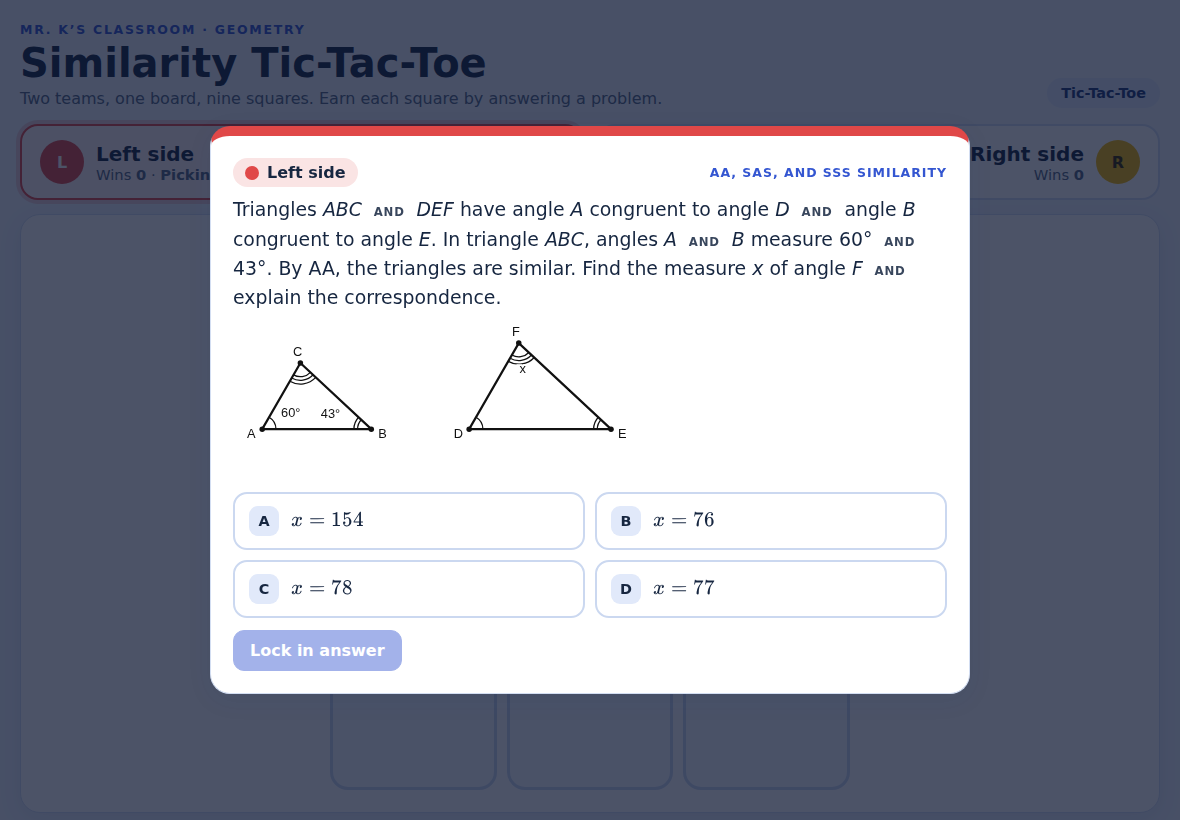 MR. K’S CLASSROOM · GEOMETRY
Similarity Tic-Tac-Toe
Two teams, one board, nine squares. Earn each square by answering a problem.
Tic-Tac-Toe
L
Left side
Wins 0 · Pickin
Right side
Wins 0
R
Left side
AA, SAS, AND SSS SIMILARITY
Triangles ABC AND DEF have angle A congruent to angle D AND angle B
congruent to angle E. In triangle ABC, angles A AND B measure 60° AND
43°. By AA, the triangles are similar. Find the measure x of angle F AND
explain the correspondence.
C
60°
43°
A
B
F
x
D
E
A x = 154
B x = 76
C x = 78
D x = 77
Lock in answer